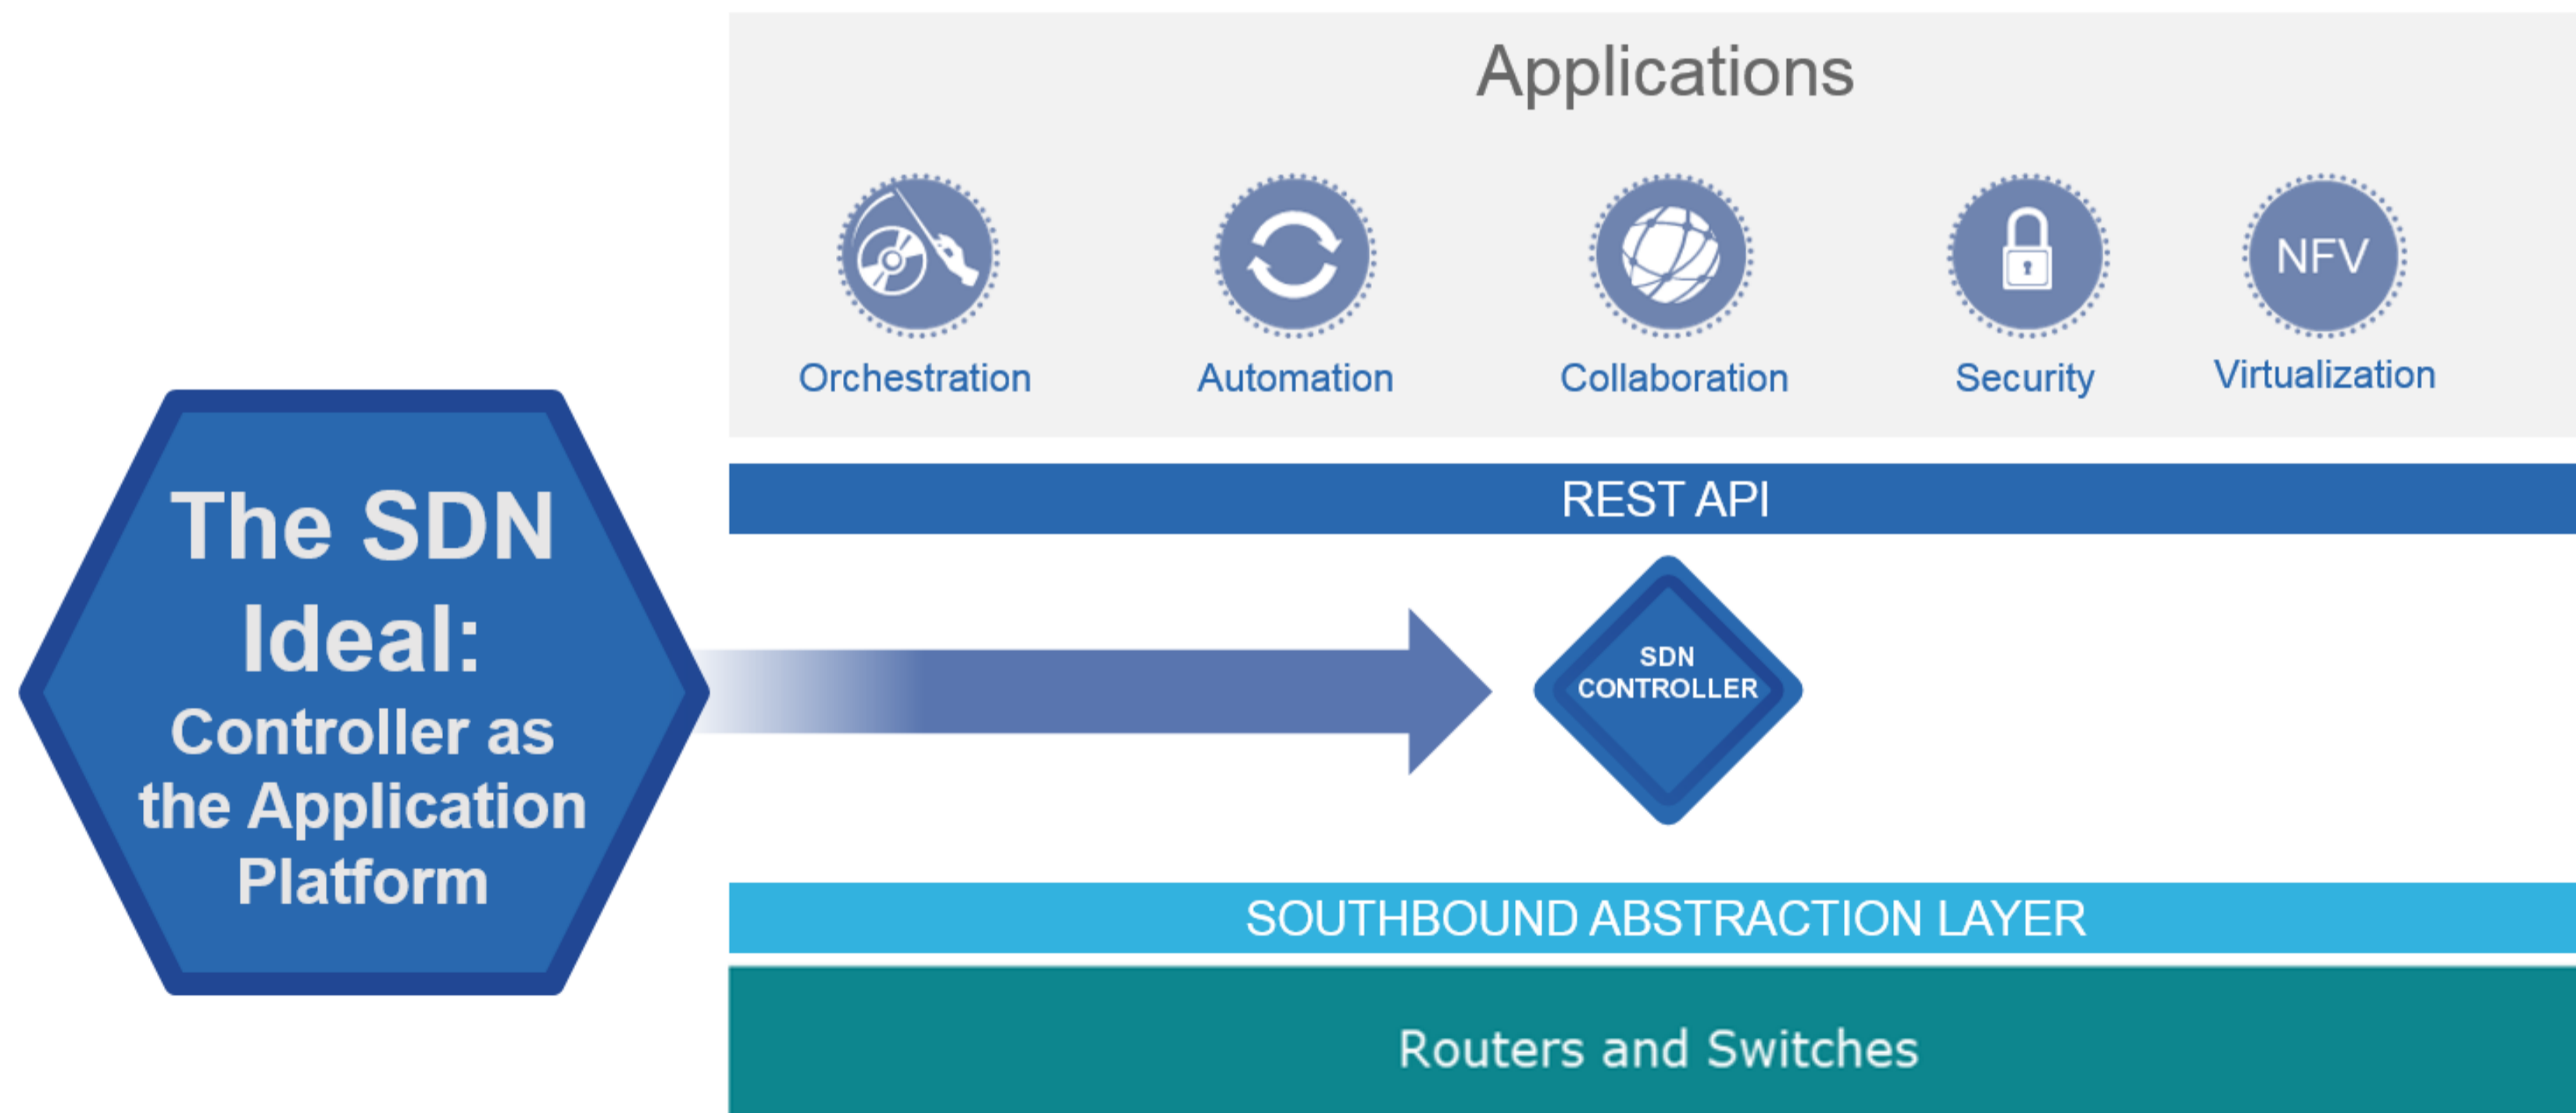 Applications
NFV
Orchestration
Automation
Collaboration
Security
Virtualization
REST API
The SDN
Ideal:
Controller as
the Application
Platform
SDN
CONTROLLER
SOUTHBOUND ABSTRACTION LAYER
Routers and Switches